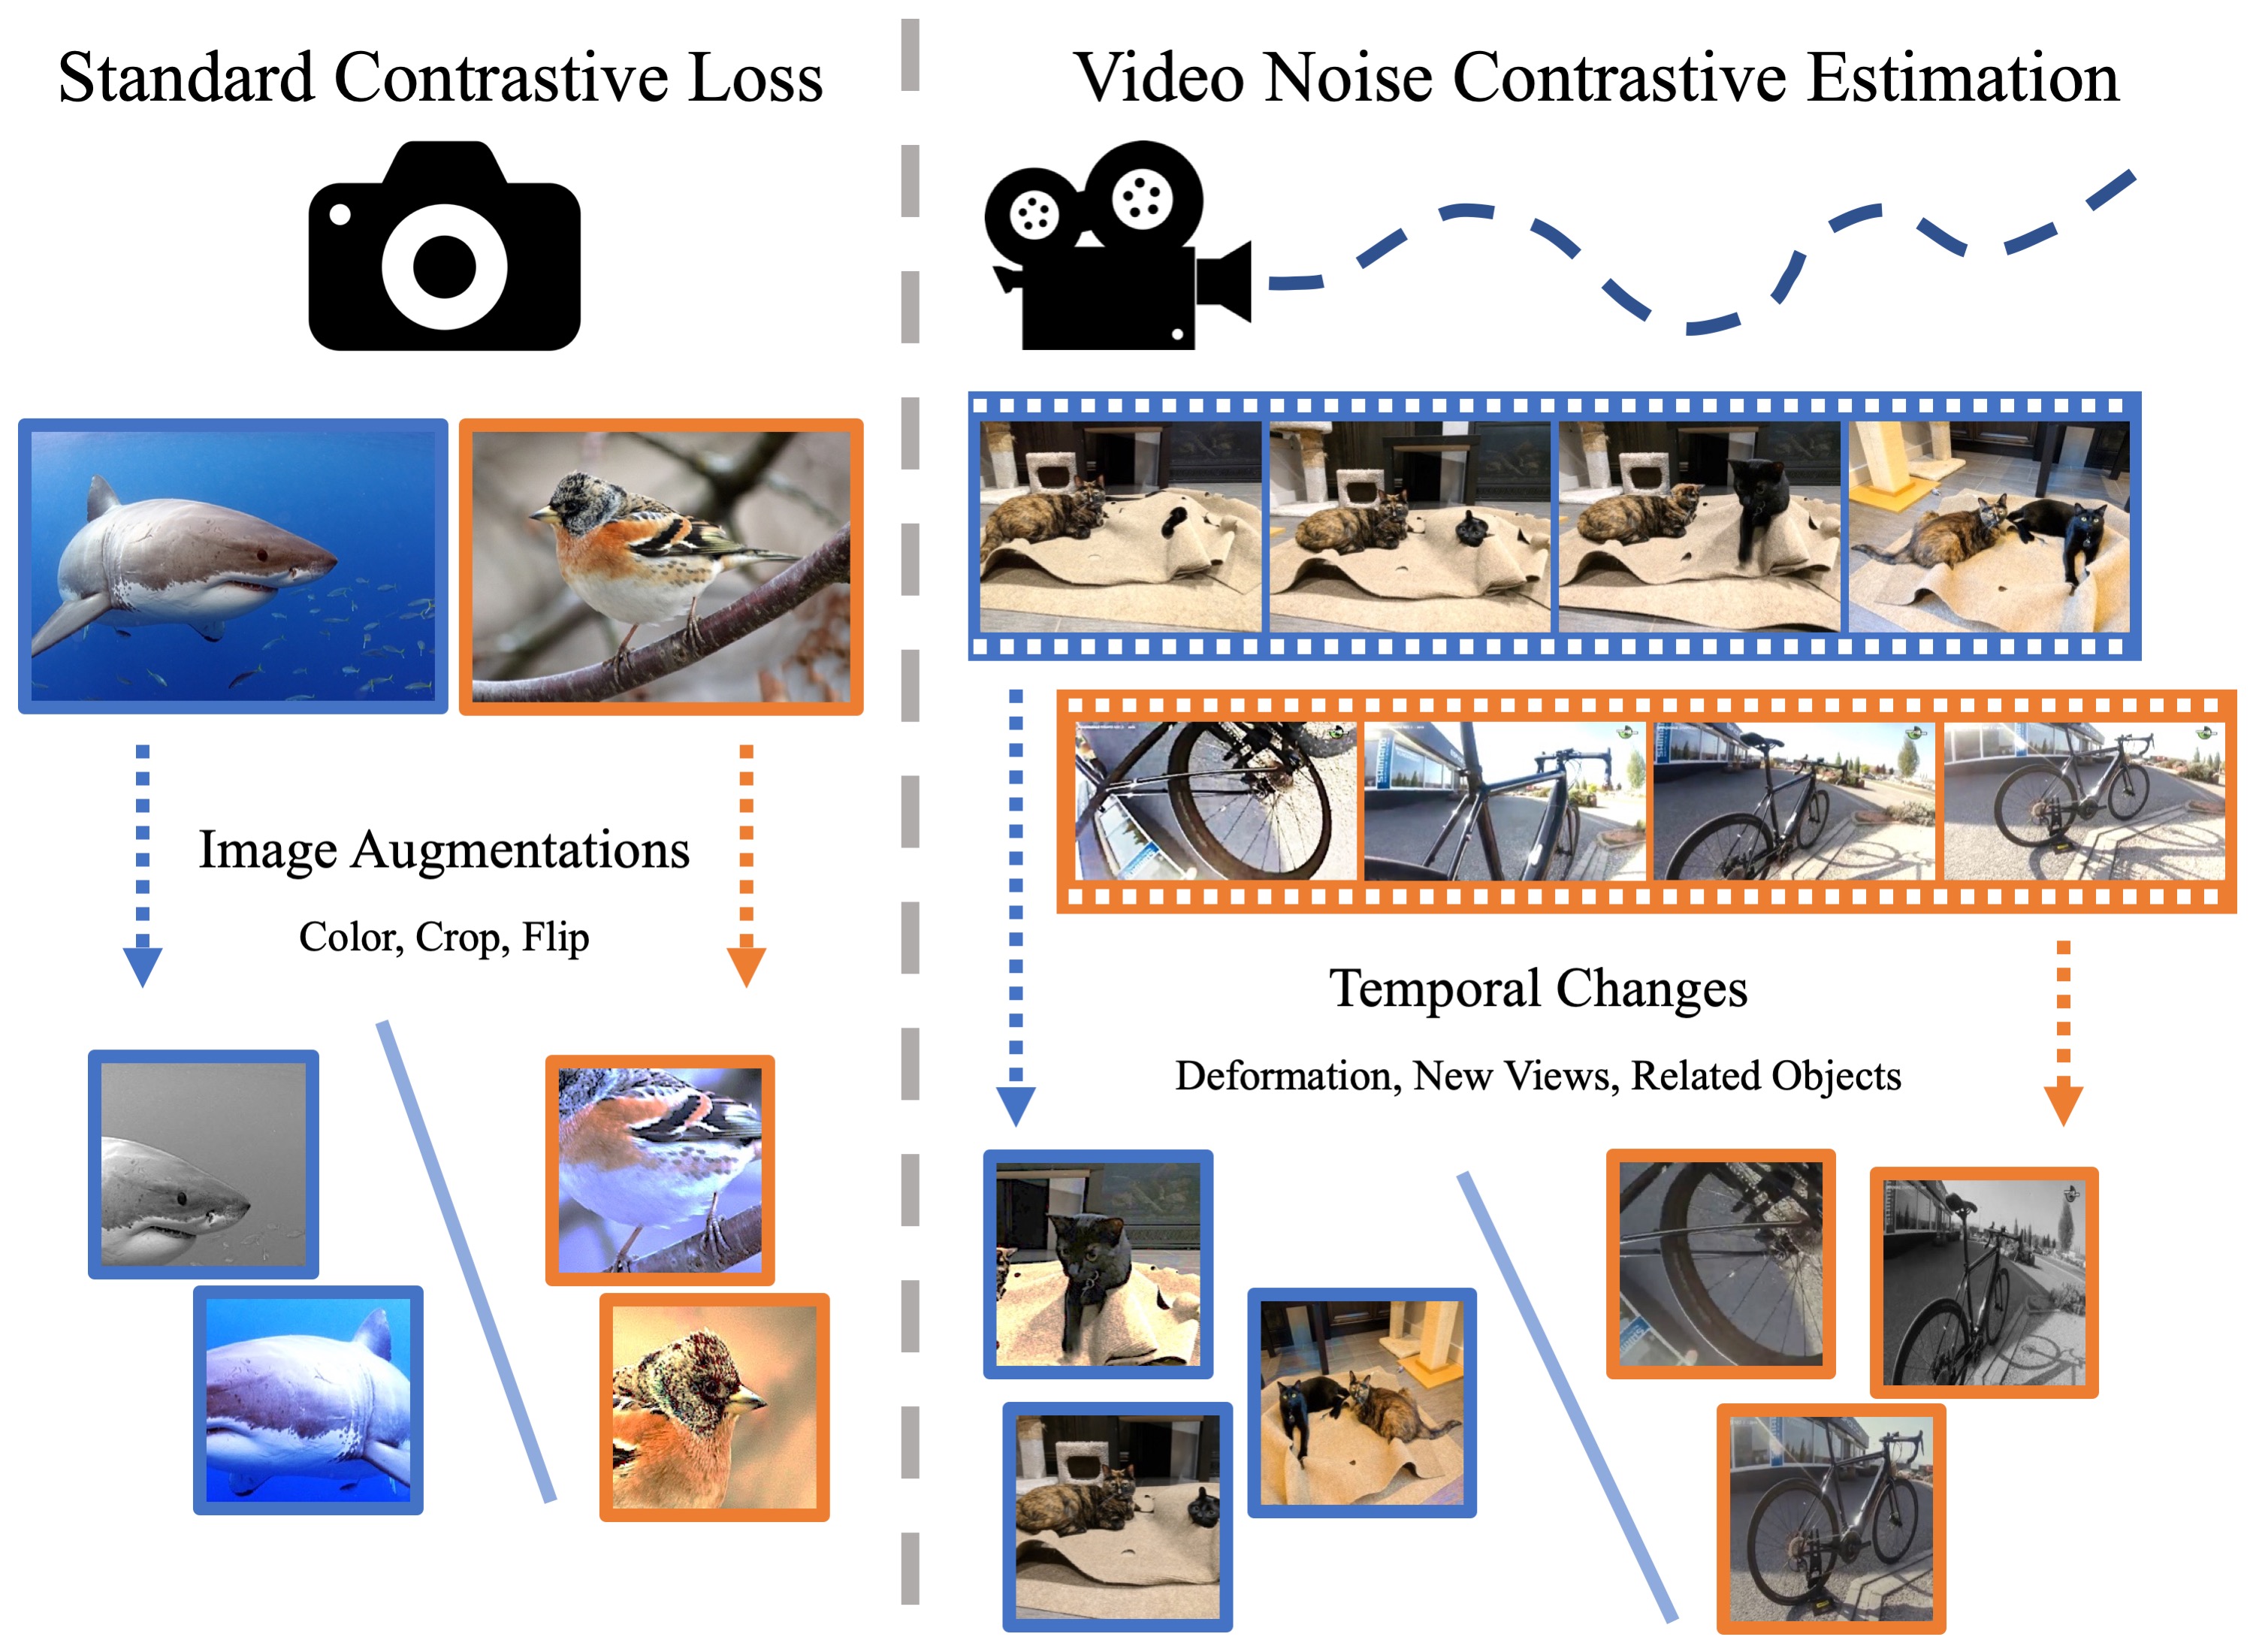 Standard Contrastive Loss
Video Noise Contrastive Estimation
Image Augmentations
Color, Crop, Flip
Temporal Changes
Deformation, New Views, Related Objects